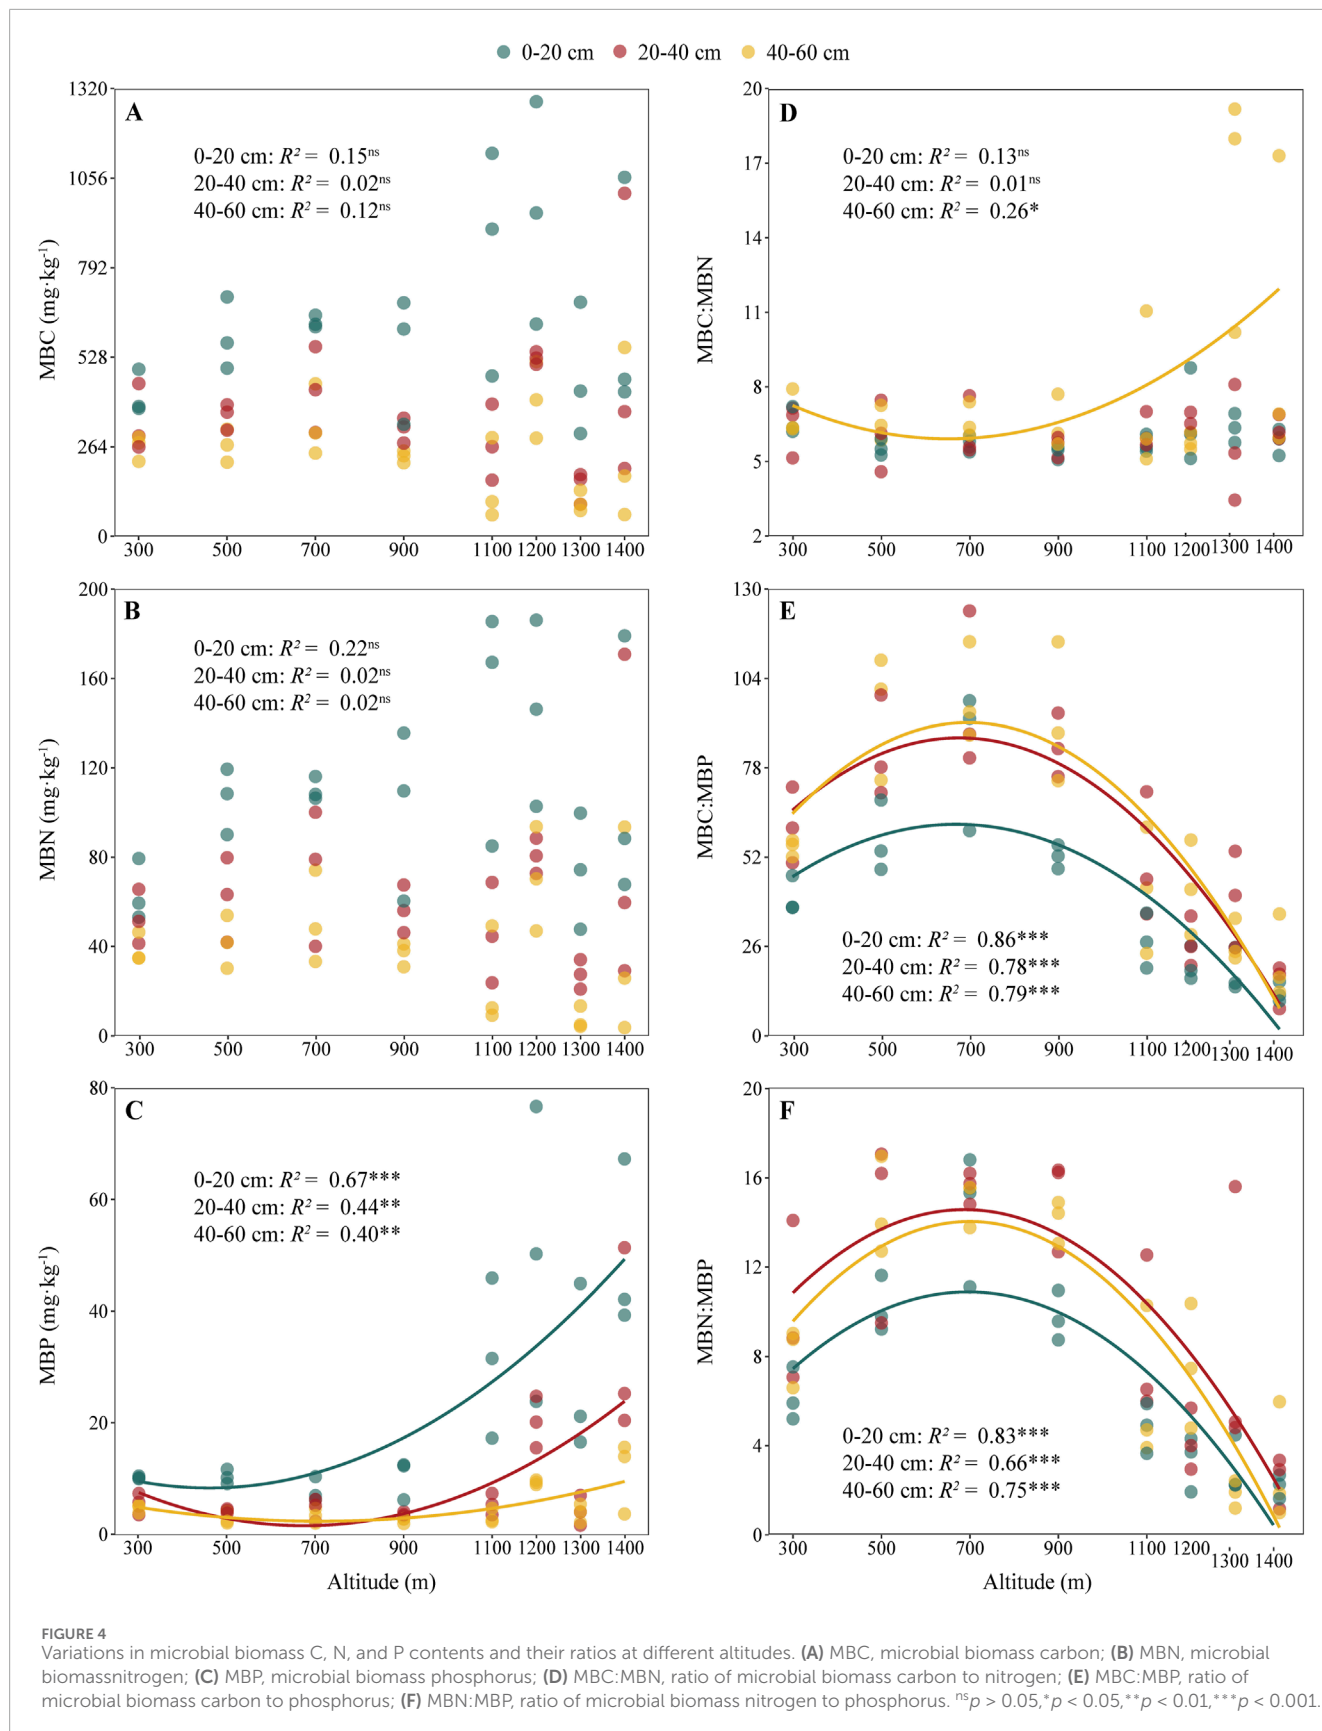 0-20 cm 20-40 cm 40-60 cm
A
0-20 cm: R² = 0.15ns
20-40 cm: R² = 0.02ns
40-60 cm: R² = 0.12ns
MBC (mg·kg-1)
1320
1056
792
528
264
0
300 500 700 900 1100 1200 1300 1400
D
0-20 cm: R² = 0.13ns
20-40 cm: R² = 0.01ns
40-60 cm: R² = 0.26*
MBC:MBN
20
17
14
11
8
5
2
300 500 700 900 1100 1200 1300 1400
B
0-20 cm: R² = 0.22ns
20-40 cm: R² = 0.02ns
40-60 cm: R² = 0.02ns
MBN (mg·kg-1)
200
160
120
80
40
0
300 500 700 900 1100 1200 1300 1400
E
0-20 cm: R² = 0.86***
20-40 cm: R² = 0.78***
40-60 cm: R² = 0.79***
MBC:MBP
130
104
78
52
26
0
300 500 700 900 1100 1200 1300 1400
C
0-20 cm: R² = 0.67***
20-40 cm: R² = 0.44**
40-60 cm: R² = 0.40**
MBP (mg·kg-1)
80
60
40
20
0
300 500 700 900 1100 1200 1300 1400
Altitude (m)
F
0-20 cm: R² = 0.83***
20-40 cm: R² = 0.66***
40-60 cm: R² = 0.75***
MBN:MBP
20
16
12
8
4
0
300 500 700 900 1100 1200 1300 1400
Altitude (m)
FIGURE 4
Variations in microbial biomass C, N, and P contents and their ratios at different altitudes. (A) MBC, microbial biomass carbon; (B) MBN, microbial
biomassnitrogen; (C) MBP, microbial biomass phosphorus; (D) MBC:MBN, ratio of microbial biomass carbon to nitrogen; (E) MBC:MBP, ratio of
microbial biomass carbon to phosphorus; (F) MBN:MBP, ratio of microbial biomass nitrogen to phosphorus. nsp > 0.05,*p < 0.05,**p < 0.01,***p < 0.001.